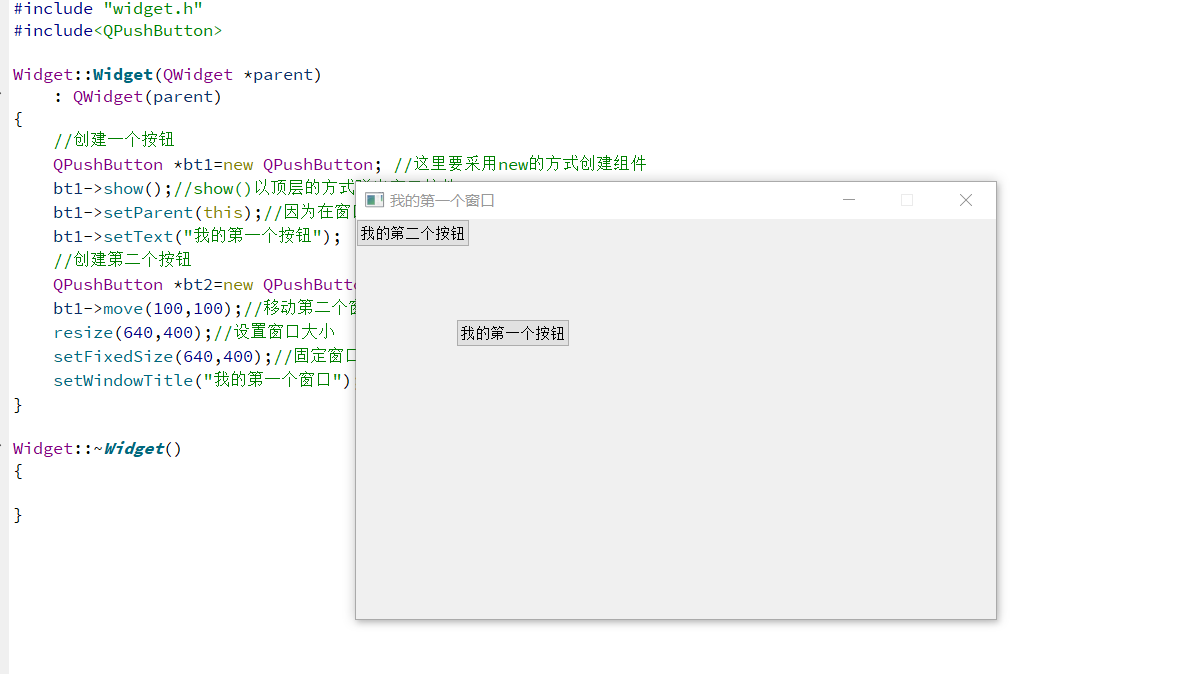 #include "widget.h"
#include<QPushButton>
Widget::Widget(QWidget *parent)
: QWidget(parent)
{
//创建一个按钮
QPushButton *bt1=new QPushButton; //这里要采用new的方式创建组件
bt1->show();//show()以顶层的方式
bt1->setParent(this);//因为在窗
bt1->setText("我的第一个按钮");
//创建第二个按钮
QPushButton *bt2=new QPushButt
bt1->move(100,100);//移动第二个
resize(640,400);//设置窗口大小
setFixedSize(640,400);//固定窗口
setWindowTitle("我的第一个窗口")
}
Widget::~Widget()
{
}
我的第一个窗口
我的第二个按钮
我的第一个按钮